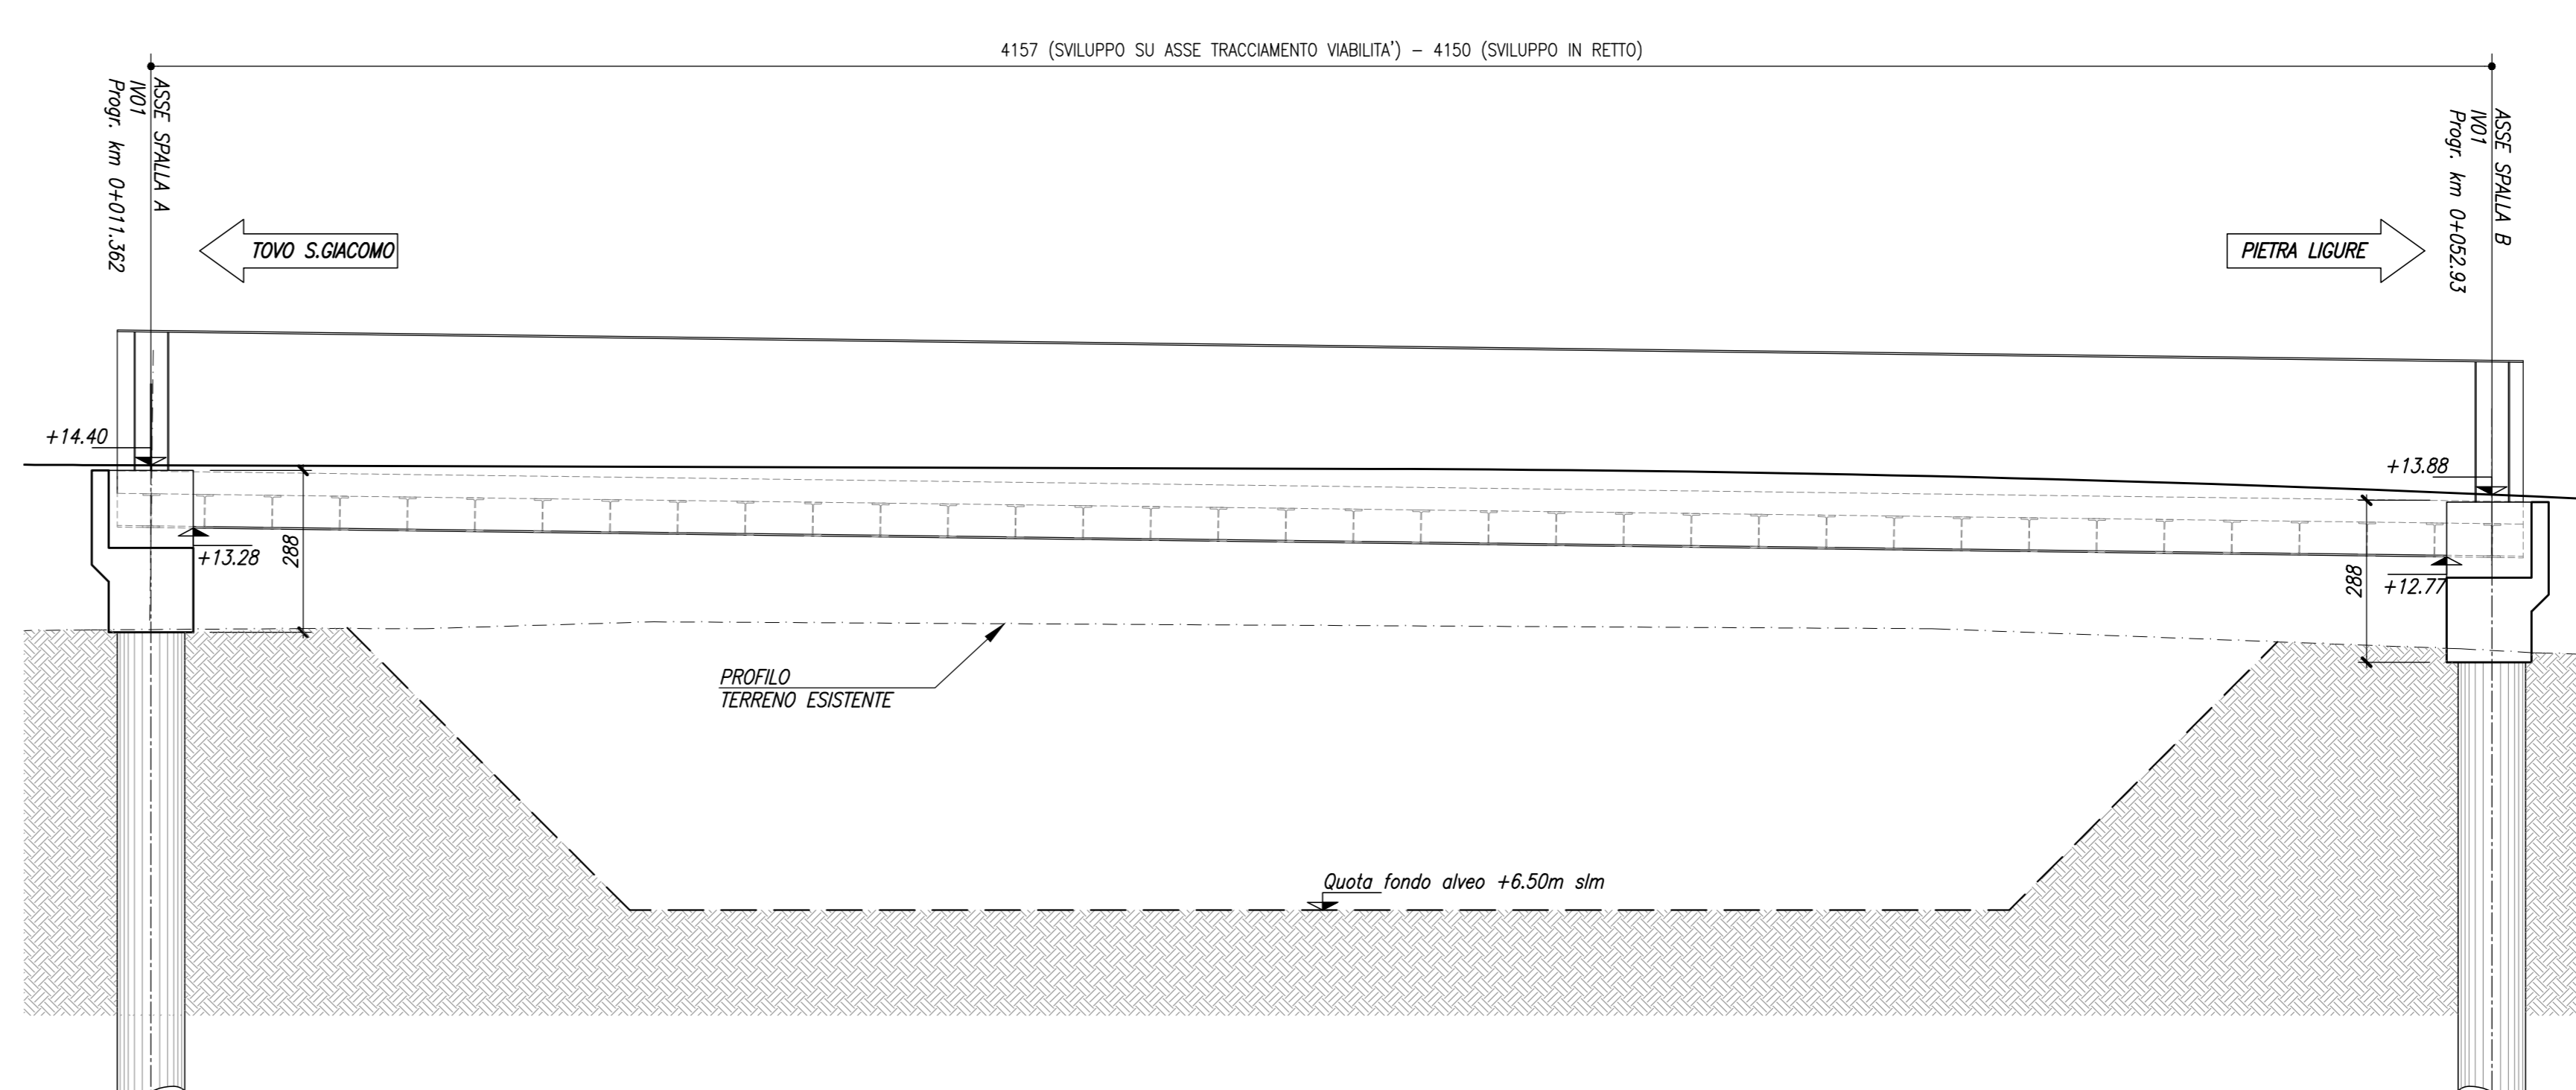 4157 (SVILUPPO SU ASSE TRACCIAMENTO VIABILITA') – 4150 (SVILUPPO IN RETTO)
ASSE SPALLA A
IV01
Progr. km 0+011.362
ASSE SPALLA B
IV01
Progr. km 0+052.93
TOVO S.GIACOMO
PIETRA LIGURE
+14.40
+13.88
+13.28
288
288
+12.77
PROFILO
TERRENO ESISTENTE
Quota fondo alveo +6.50m slm